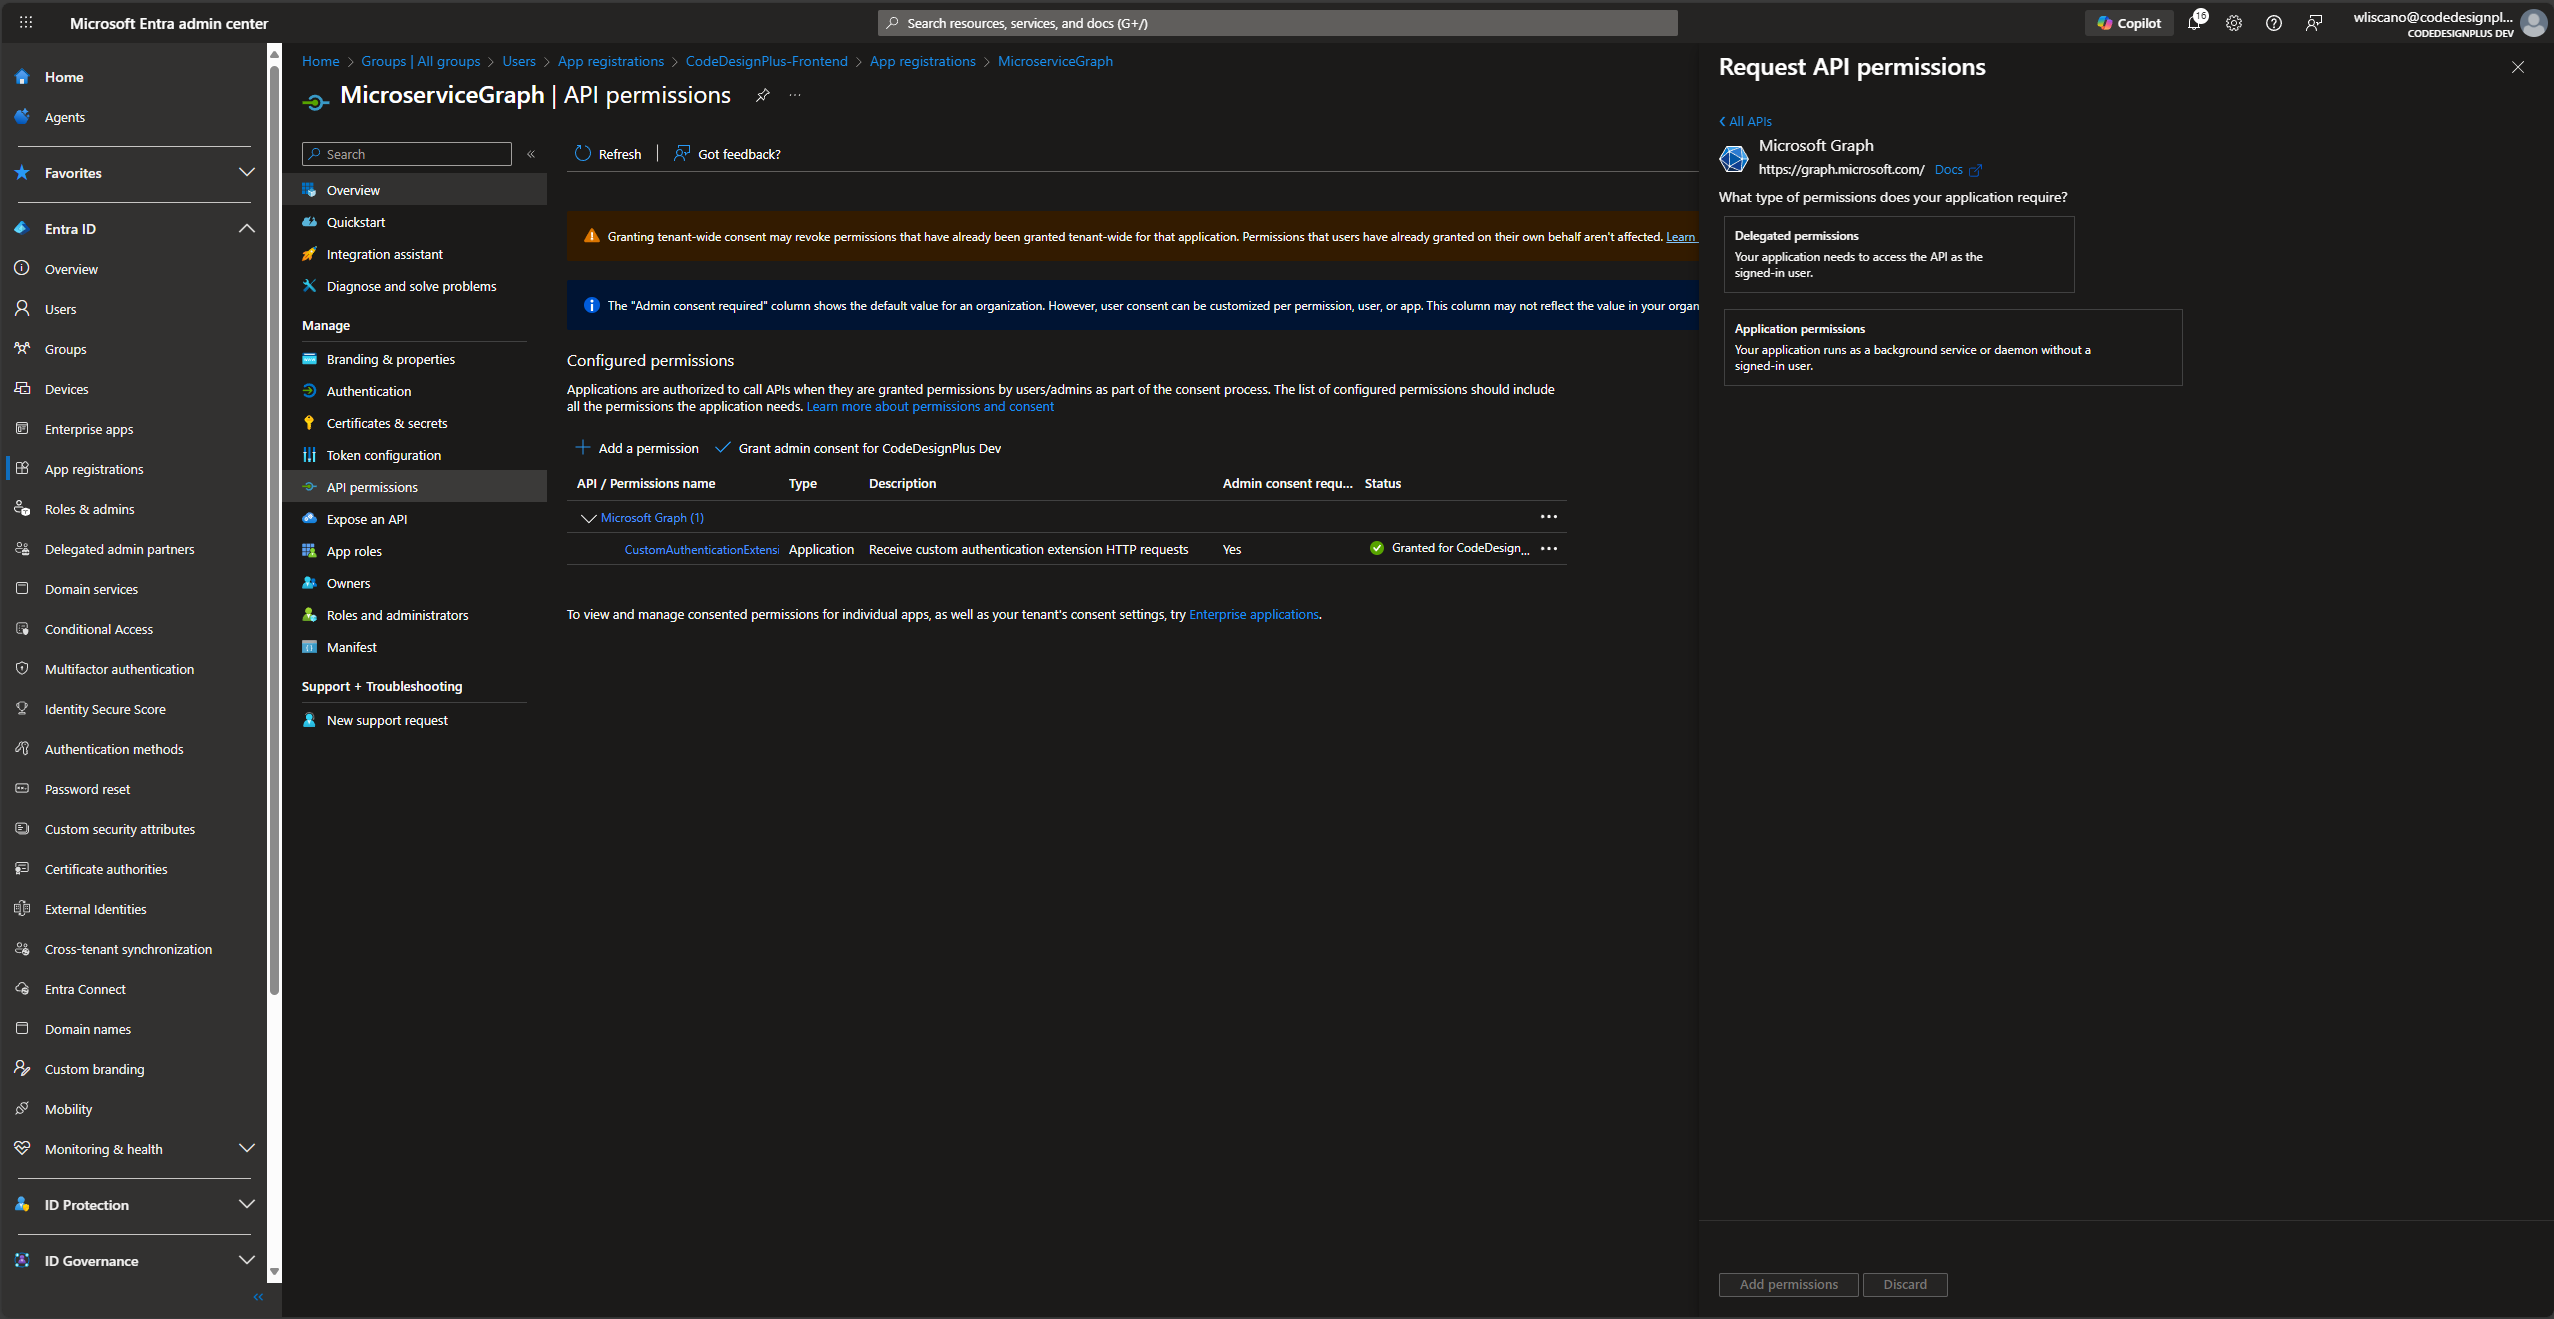 Microsoft Entra admin center
Search resources, services, and docs (G+/)
Copilot
16
wliscano@codedesignpl...
CODEDESIGNPLUS DEV
Home
Agents
Favorites
Entra ID
Overview
Users
Groups
Devices
Enterprise apps
App registrations
Roles & admins
Delegated admin partners
Domain services
Conditional Access
Multifactor authentication
Identity Secure Score
Authentication methods
Password reset
Custom security attributes
Certificate authorities
External Identities
Cross-tenant synchronization
Entra Connect
Domain names
Custom branding
Mobility
Monitoring & health
ID Protection
ID Governance
Home > Groups | All groups > Users > App registrations > CodeDesignPlus-Frontend > App registrations > MicroserviceGraph
MicroserviceGraph | API permissions
Search
Overview
Quickstart
Integration assistant
Diagnose and solve problems
Manage
Branding & properties
Authentication
Certificates & secrets
Token configuration
API permissions
Expose an API
App roles
Owners
Roles and administrators
Manifest
Support + Troubleshooting
New support request
Refresh
Got feedback?
Granting tenant-wide consent may revoke permissions that have already been granted tenant-wide for that application. Permissions that users have already granted on their own behalf aren't affected. Learn
The "Admin consent required" column shows the default value for an organization. However, user consent can be customized per permission, user, or app. This column may not reflect the value in your organ
Configured permissions
Applications are authorized to call APIs when they are granted permissions by users/admins as part of the consent process. The list of configured permissions should include
all the permissions the application needs. Learn more about permissions and consent
Add a permission
Grant admin consent for CodeDesignPlus Dev
API / Permissions name Type Description Admin consent requ... Status
Microsoft Graph (1)
CustomAuthenticationExtensi Application Receive custom authentication extension HTTP requests Yes Granted for CodeDesign...
To view and manage consented permissions for individual apps, as well as your tenant's consent settings, try Enterprise applications.
Request API permissions
All APIs
Microsoft Graph
https://graph.microsoft.com/ Docs
What type of permissions does your application require?
Delegated permissions
Your application needs to access the API as the
signed-in user.
Application permissions
Your application runs as a background service or daemon without a
signed-in user.
Add permissions
Discard